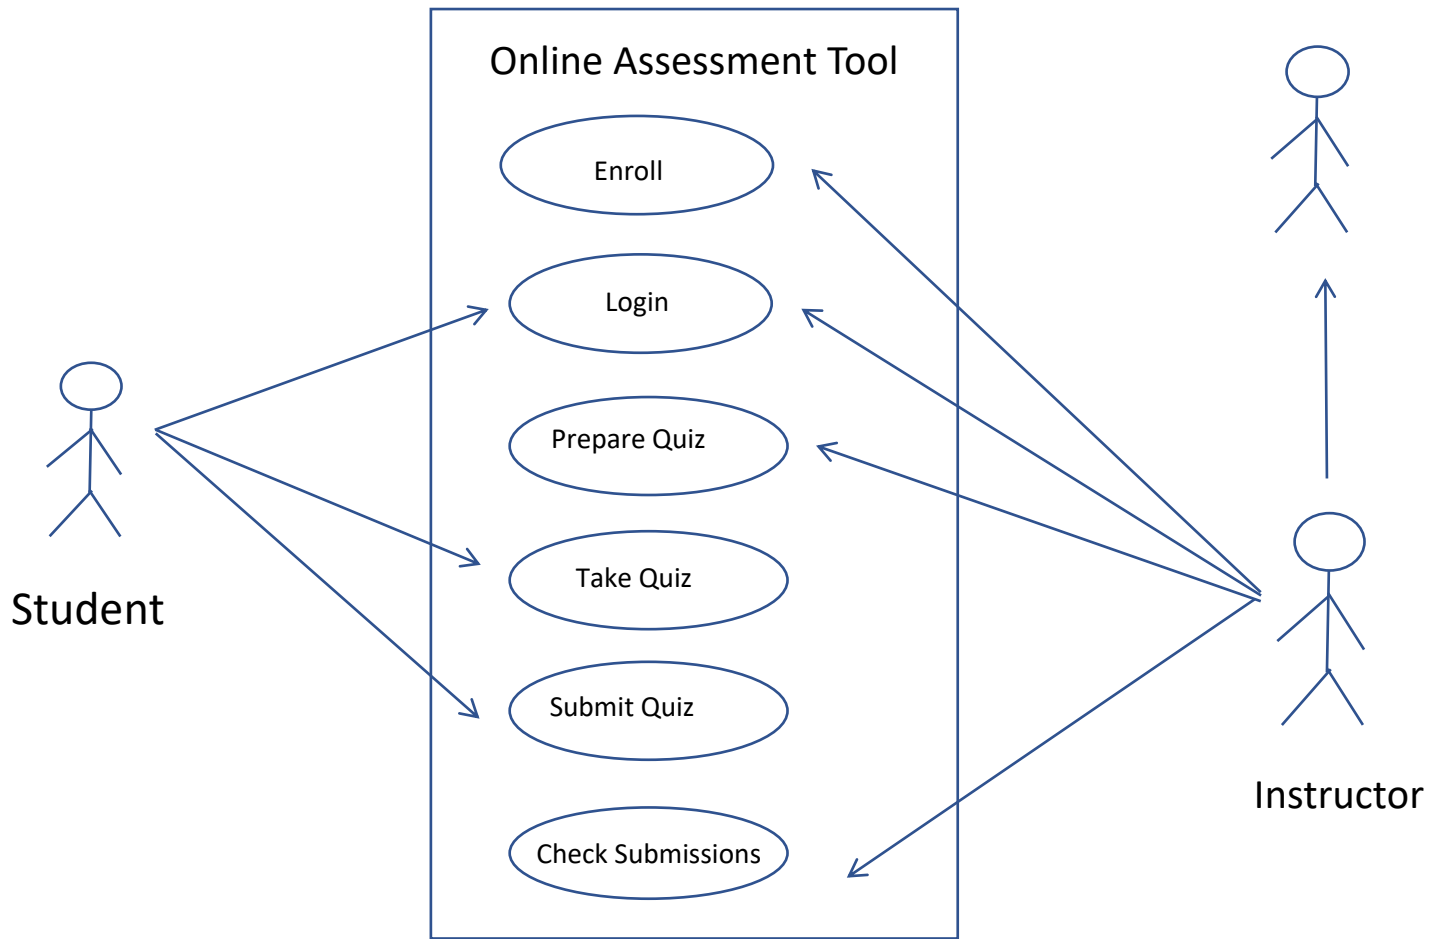 Online Assessment Tool
Enroll
Login
Prepare Quiz
Take Quiz
Student
Submit Quiz
Instructor
Check Submissions